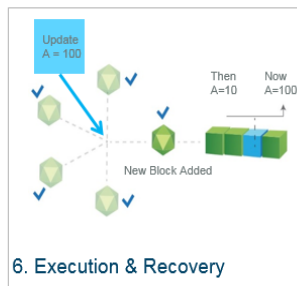 Update
A = 100
Then
A=10
Now
A=100
New Block Added
6. Execution & Recovery